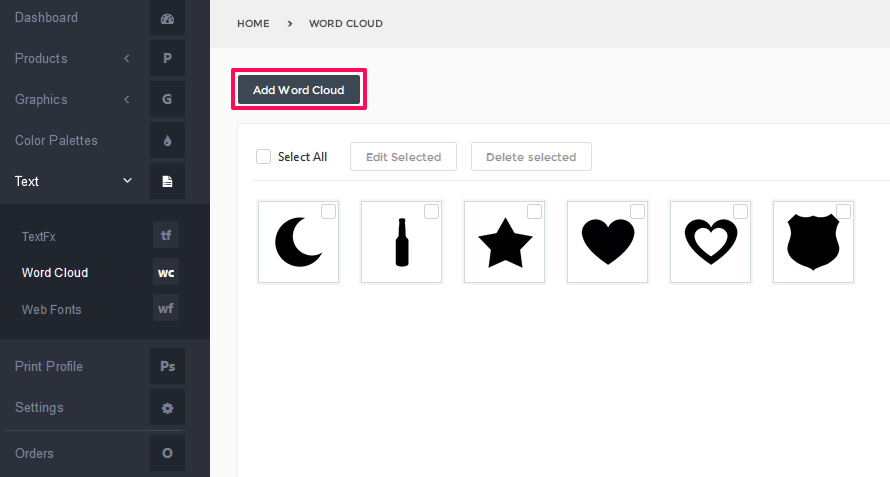 Dashboard
Products P
Graphics G
Color Palettes
Text
TextFx tf
Word Cloud wc
Web Fonts wf
Print Profile Ps
Settings
Orders O
HOME > WORD CLOUD
Add Word Cloud
Select All Edit Selected Delete selected